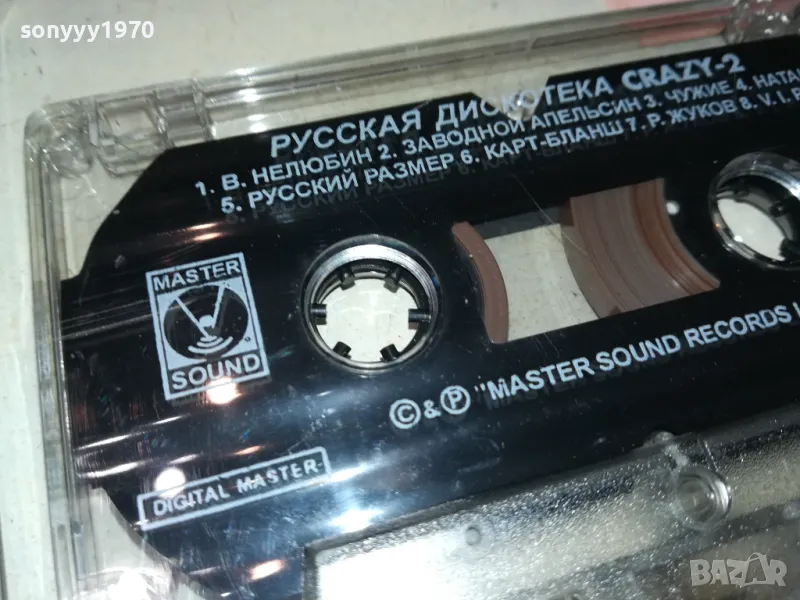 sonyyy1970
РУССКАЯ ДИСКОТЕКА CRAZY-2
1. В. НЕЛЮБИН 2. ЗАВОДНОЙ АПЕЛЬСИН 3. ЧУЖИЕ 4.
5. РУССКИЙ РАЗМЕР 6. КАРТ-БЛАНШ 7. Р. ЖУКОВ 8. V.I.P
MASTER
SOUND
© & ℗ "MASTER SOUND RECORDS
DIGITAL MASTER
BAZAR